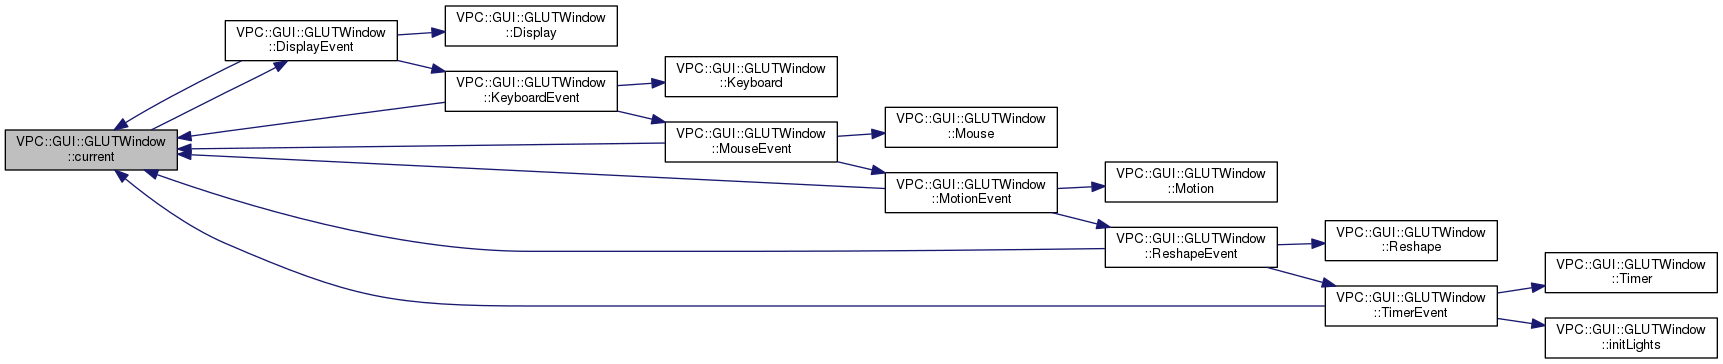 VPC::GUI::GLUTWindow
::current
VPC::GUI::GLUTWindow
::DisplayEvent
VPC::GUI::GLUTWindow
::Display
VPC::GUI::GLUTWindow
::KeyboardEvent
VPC::GUI::GLUTWindow
::Keyboard
VPC::GUI::GLUTWindow
::MouseEvent
VPC::GUI::GLUTWindow
::Mouse
VPC::GUI::GLUTWindow
::MotionEvent
VPC::GUI::GLUTWindow
::Motion
VPC::GUI::GLUTWindow
::ReshapeEvent
VPC::GUI::GLUTWindow
::Reshape
VPC::GUI::GLUTWindow
::TimerEvent
VPC::GUI::GLUTWindow
::Timer
VPC::GUI::GLUTWindow
::initLights